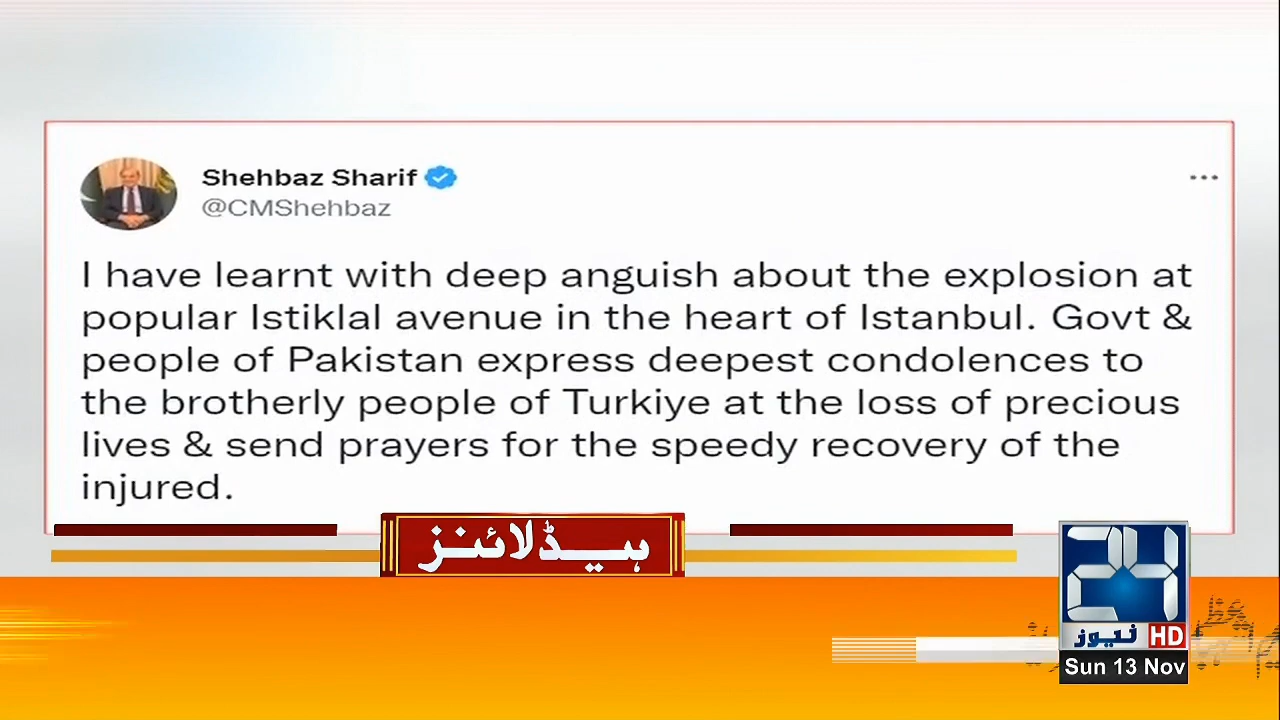 Shehbaz Sharif
@CMShehbaz
I have learnt with deep anguish about the explosion at
popular Istiklal avenue in the heart of Istanbul. Govt &
people of Pakistan express deepest condolences to
the brotherly people of Turkiye at the loss of precious
lives & send prayers for the speedy recovery of the
injured.
ہیڈلائنز
24
نیوز HD
Sun 13 Nov